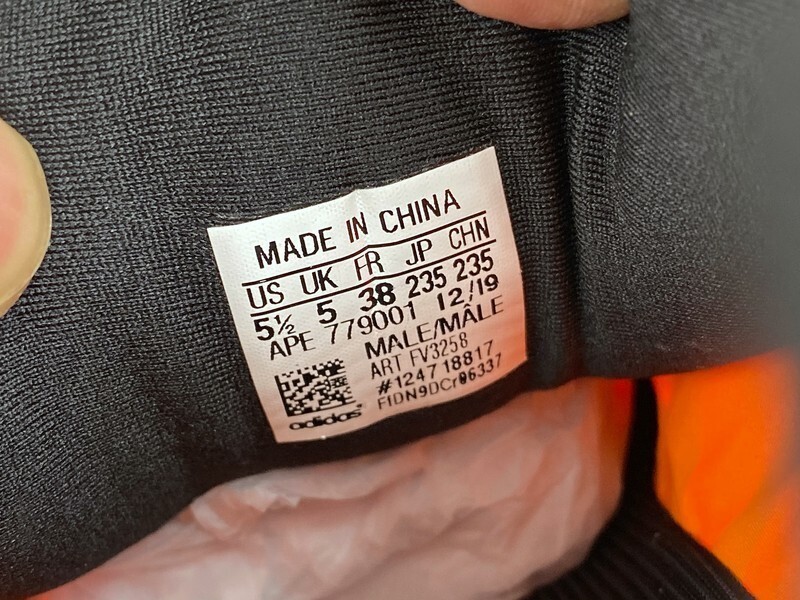 MADE IN CHINA
US UK FR JP CHN
5½ 5 38 235 235
APE 779001 12/19
MALE/MÂLE
ART FV3258
#124718817
FIDN9DCr06337
adidas